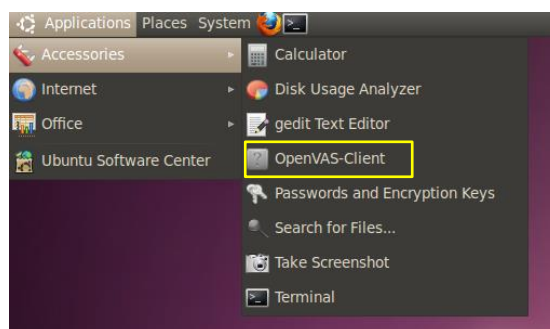 Applications Places System
Accessories
Internet
Office
Ubuntu Software Center
Calculator
Disk Usage Analyzer
gedit Text Editor
OpenVAS-Client
Passwords and Encryption Keys
Search for Files...
Take Screenshot
Terminal